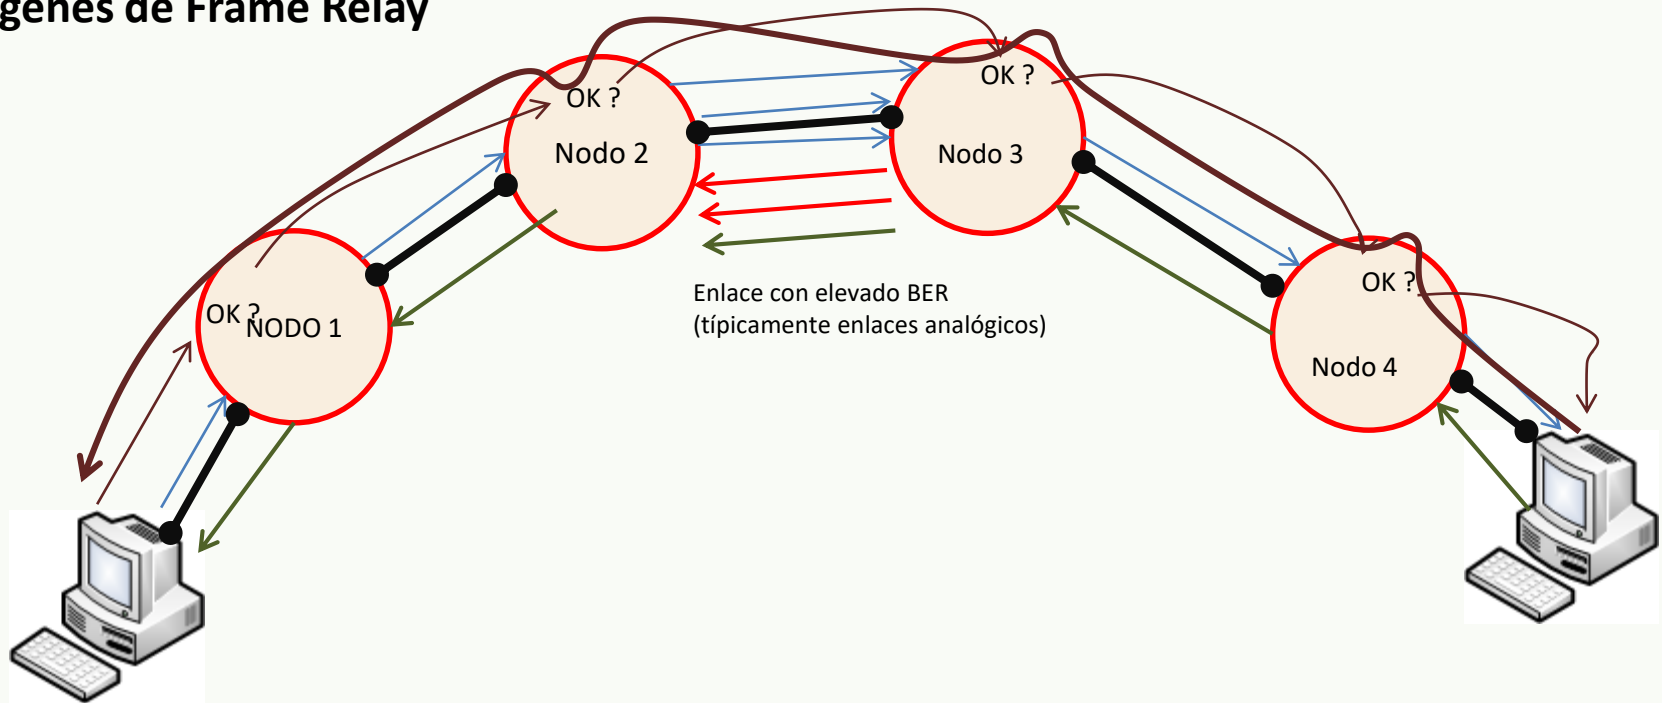 genes de Frame Relay
OK ?
Nodo 2
OK ?
Nodo 3
OK ?
NODO 1
Enlace con elevado BER
(típicamente enlaces analógicos)
OK ?
Nodo 4